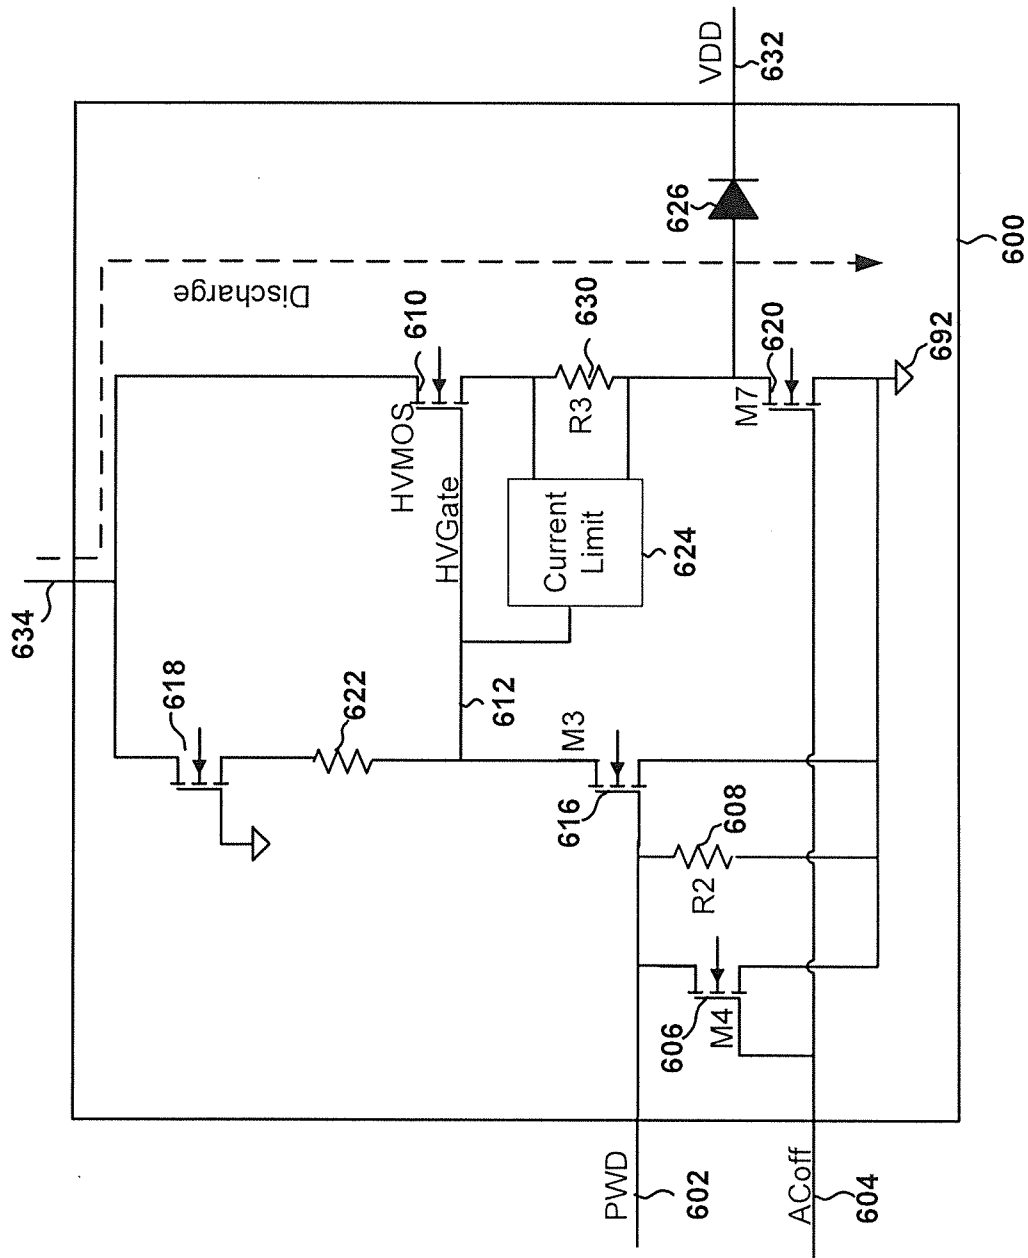 VDD
632
626
600
Discharge
610
630
620
692
HVMOS
R3
M7
HVGate
Current
Limit
624
634
618
622
612
M3
616
608
R2
606
M4
PWD
602
ACoff
604